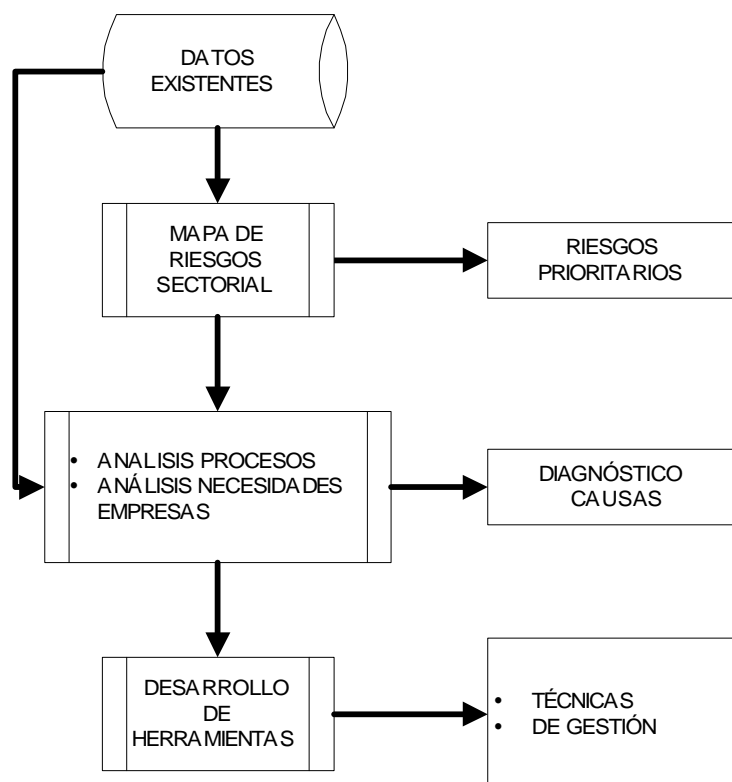 DATOS
EXISTENTES
MAPA DE
RIESGOS
SECTORIAL
RIESGOS
PRIORITARIOS
• ANALISIS PROCESOS
• ANÁLISIS NECESIDADES
EMPRESAS
DIAGNÓSTICO
CAUSAS
DESARROLLO
DE
HERRAMIENTAS
• TÉCNICAS
• DE GESTIÓN